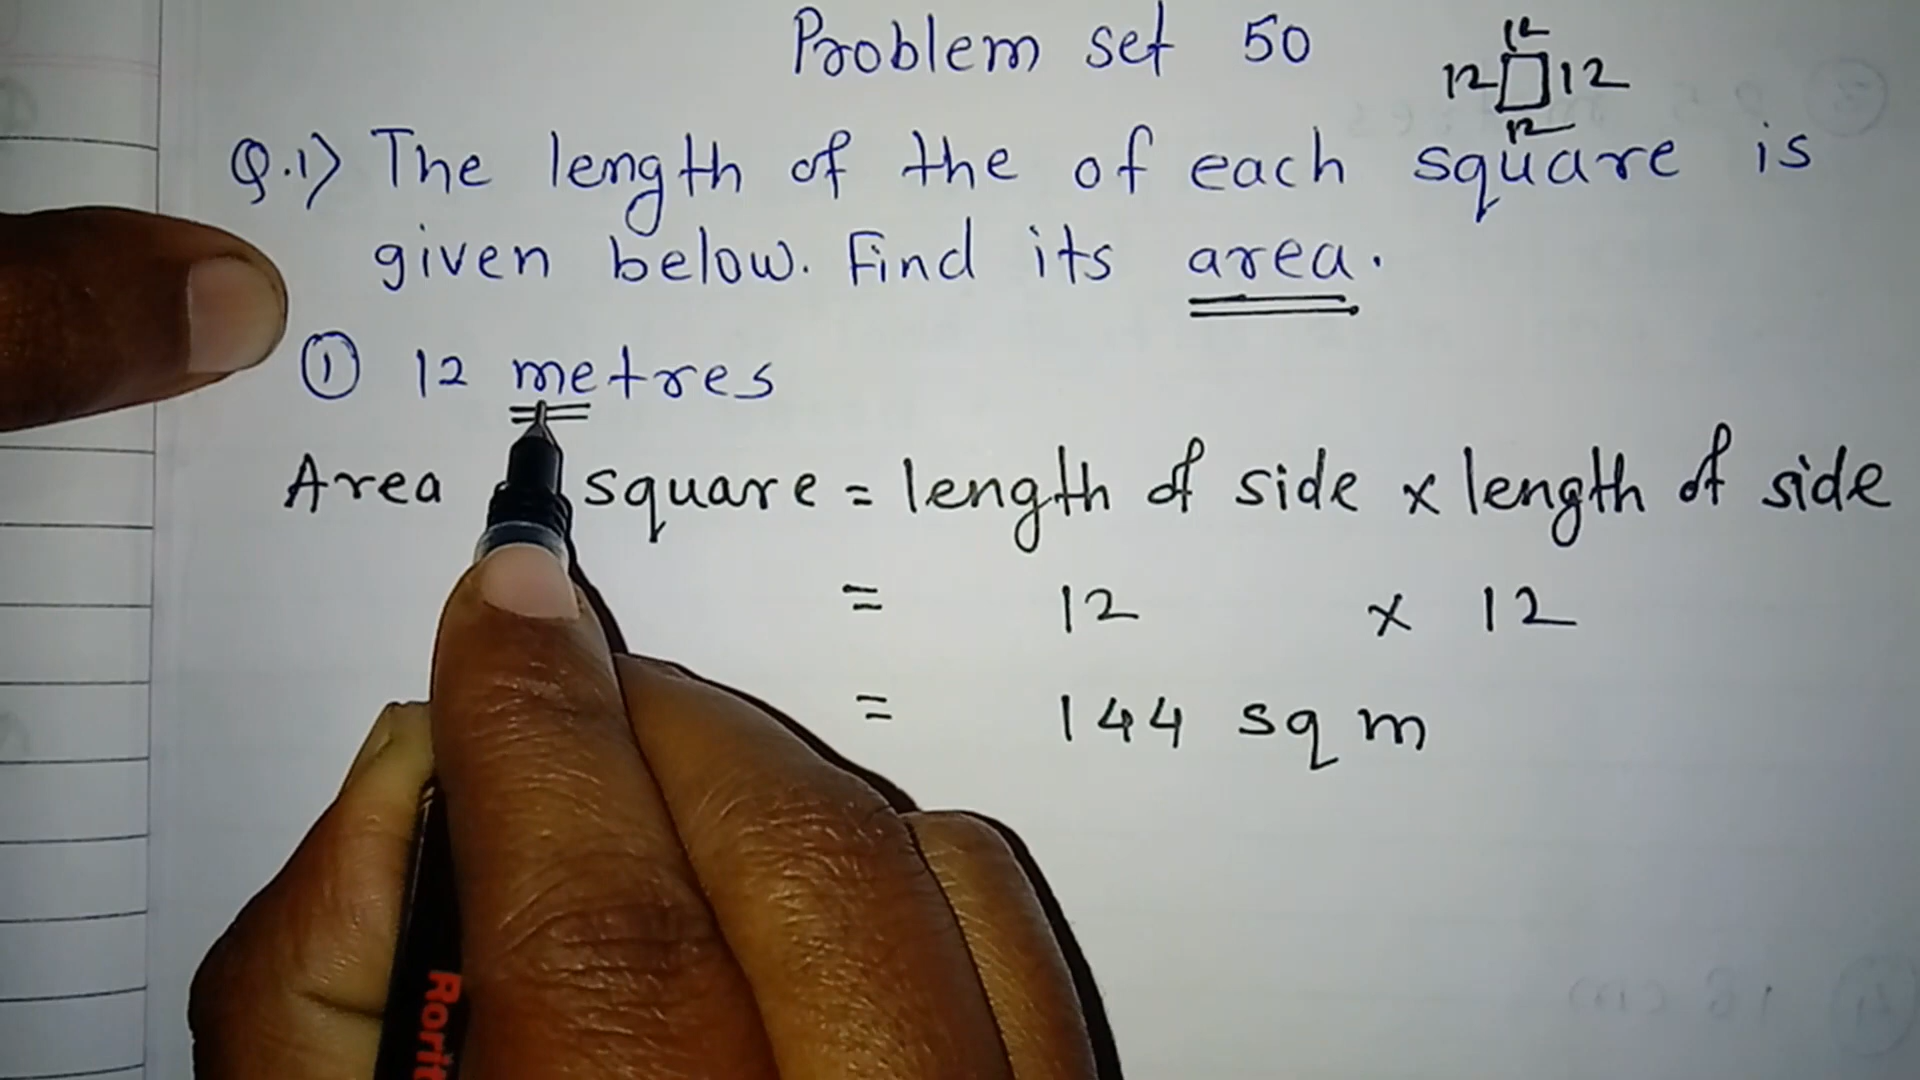 Problem set 50
12
12 12
12
Q.1) The length of the of each square is
given below. Find its area.
① 12 metres
Area square = length of side x length of side
= 12 x 12
= 144 sq m
Rorit